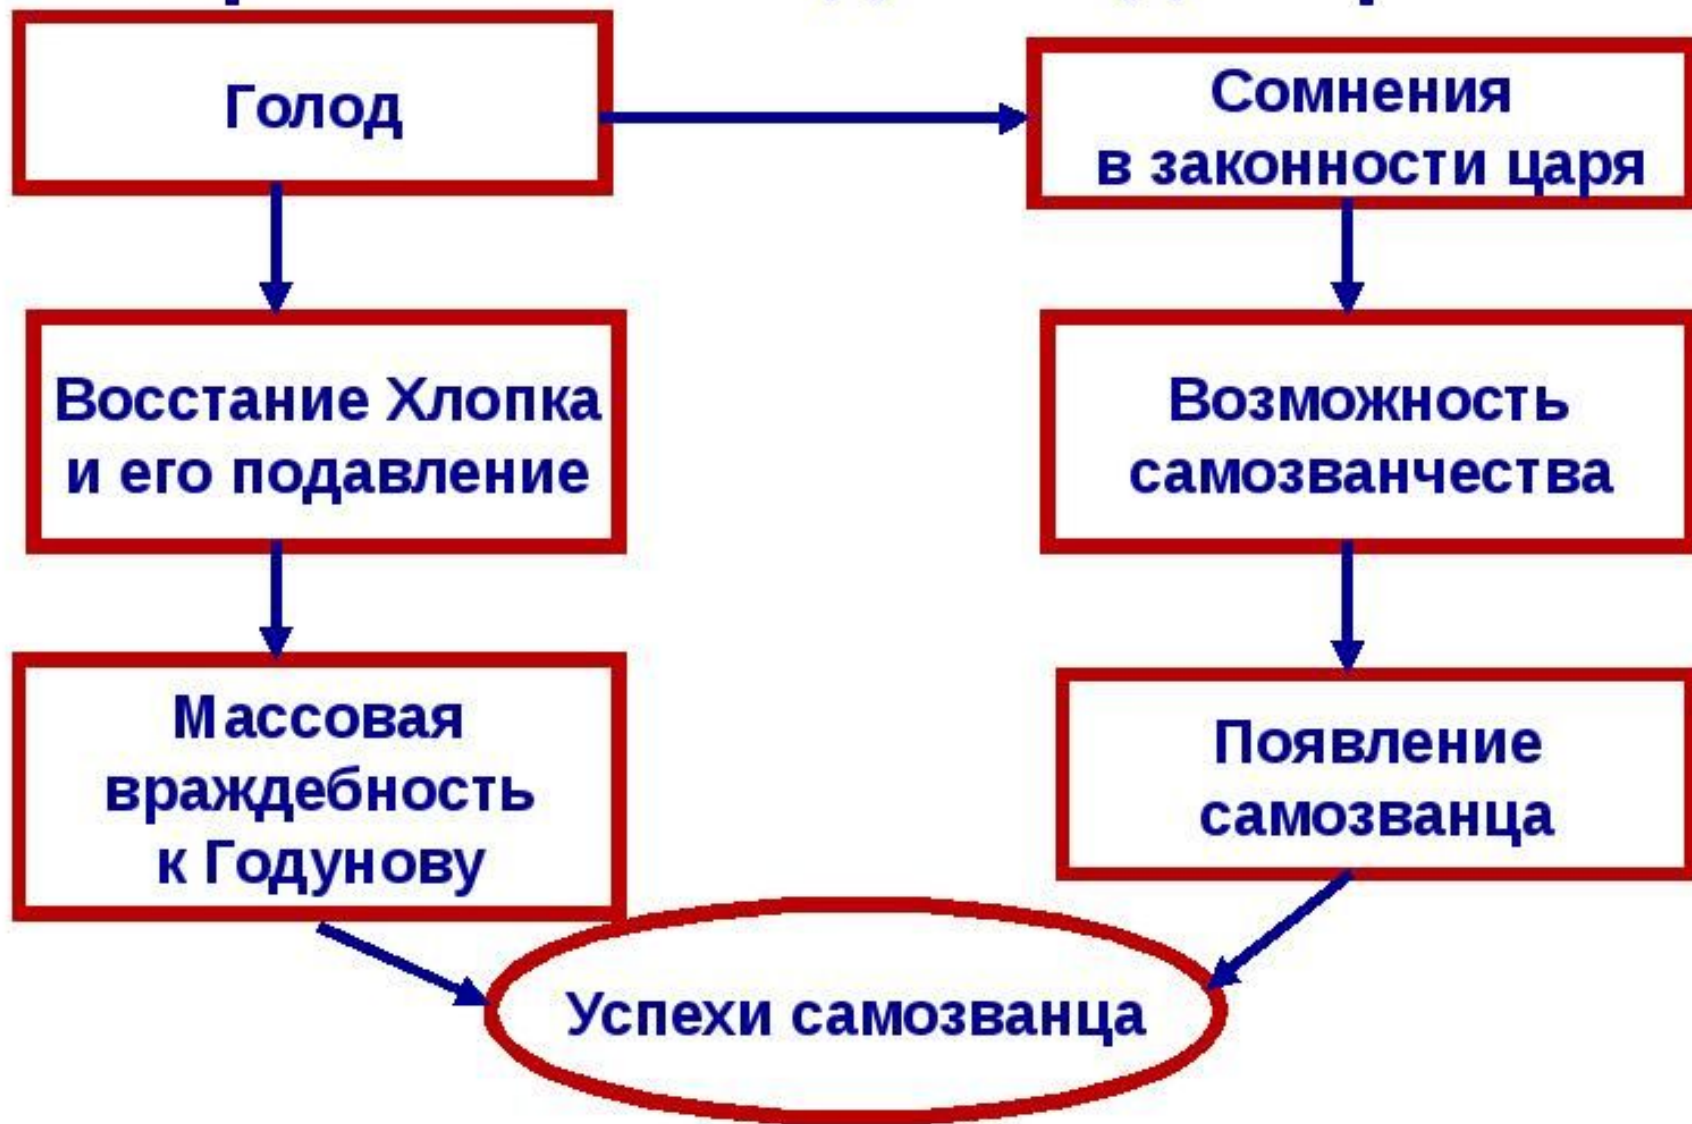 Голод
Сомнения
в законности царя
Восстание Хлопка
и его подавление
Возможность
самозванчества
Массовая
враждебность
к Годунову
Появление
самозванца
Успехи самозванца